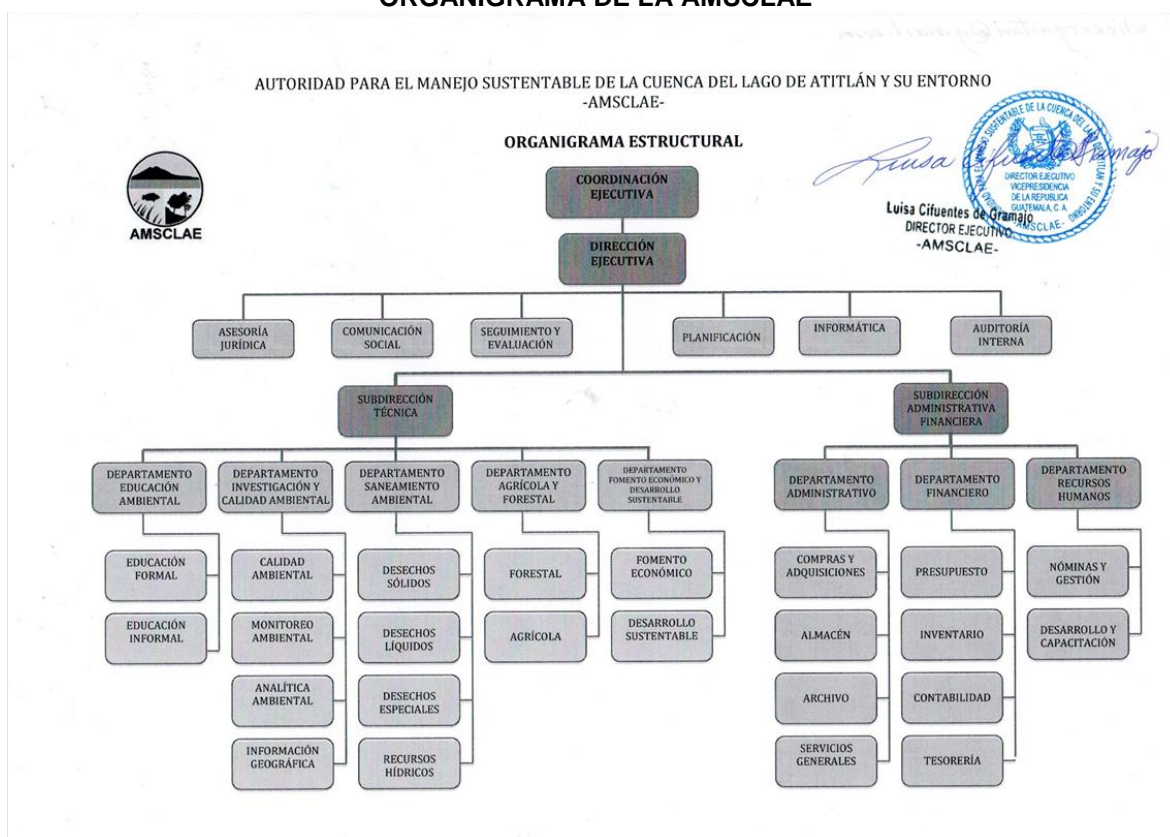 ORGANIGRAMA DE LA AMSCLAE
AUTORIDAD PARA EL MANEJO SUSTENTABLE DE LA CUENCA DEL LAGO DE ATITLÁN Y SU ENTORNO
-AMSCLAE-
ORGANIGRAMA ESTRUCTURAL
AMSCLAE
DIRECTOR EJECUTIVO
VICEPRESIDENCIA
DE LA REPUBLICA
GUATEMALA, C. A.
Luisa Cifuentes de Gramajo
DIRECTOR EJECUTIVO
-AMSCLAE-
COORDINACIÓN
EJECUTIVA
DIRECCIÓN
EJECUTIVA
ASESORÍA
JURÍDICA
COMUNICACIÓN
SOCIAL
SEGUIMIENTO Y
EVALUACIÓN
PLANIFICACIÓN
INFORMÁTICA
AUDITORÍA
INTERNA
SUBDIRECCIÓN
TÉCNICA
SUBDIRECCIÓN
ADMINISTRATIVA
FINANCIERA
DEPARTAMENTO
EDUCACIÓN
AMBIENTAL
DEPARTAMENTO
INVESTIGACIÓN Y
CALIDAD AMBIENTAL
DEPARTAMENTO
SANEAMIENTO
AMBIENTAL
DEPARTAMENTO
AGRÍCOLA Y
FORESTAL
DEPARTAMENTO
FOMENTO ECONÓMICO Y
DESARROLLO
SUSTENTABLE
DEPARTAMENTO
ADMINISTRATIVO
DEPARTAMENTO
FINANCIERO
DEPARTAMENTO
RECURSOS
HUMANOS
EDUCACIÓN
FORMAL
CALIDAD
AMBIENTAL
DESECHOS
SÓLIDOS
FORESTAL
FOMENTO
ECONÓMICO
COMPRAS Y
ADQUISICIONES
PRESUPUESTO
NÓMINAS Y
GESTIÓN
EDUCACIÓN
INFORMAL
MONITOREO
AMBIENTAL
DESECHOS
LÍQUIDOS
AGRÍCOLA
DESARROLLO
SUSTENTABLE
ALMACÉN
INVENTARIO
DESARROLLO Y
CAPACITACIÓN
ANALÍTICA
AMBIENTAL
DESECHOS
ESPECIALES
ARCHIVO
CONTABILIDAD
INFORMACIÓN
GEOGRÁFICA
RECURSOS
HÍDRICOS
SERVICIOS
GENERALES
TESORERÍA